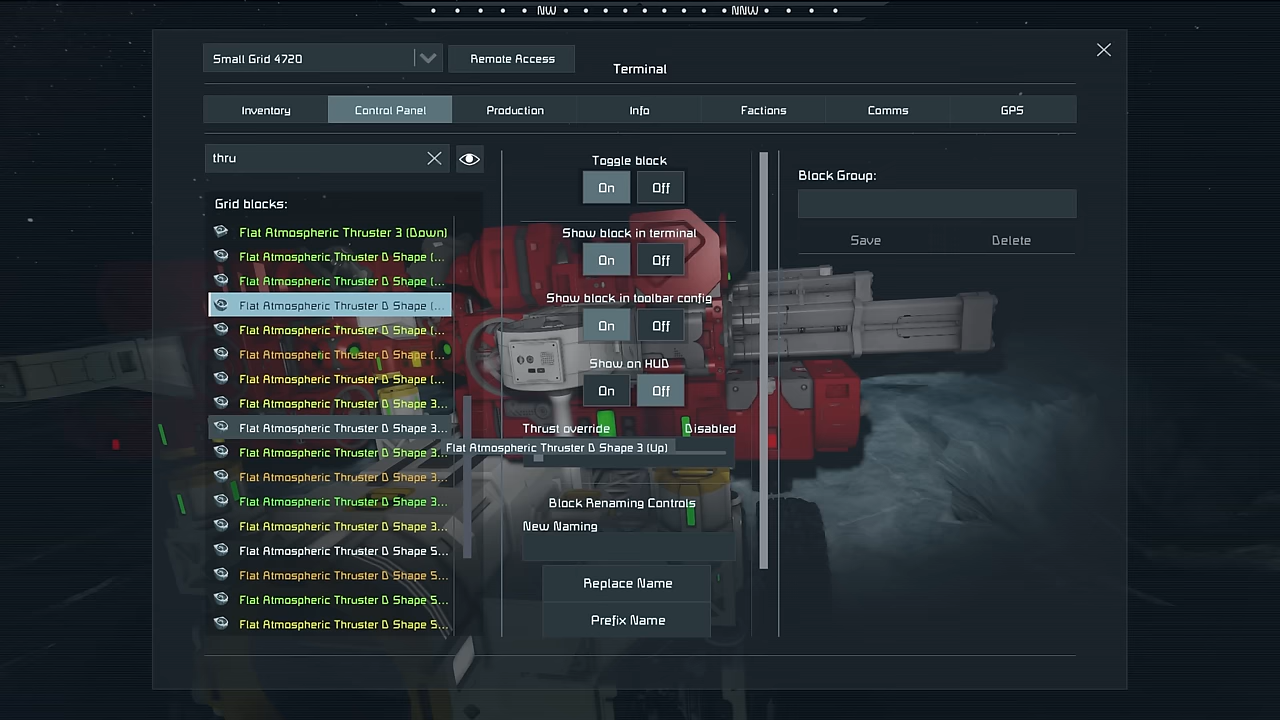 NW NNW
Small Grid 4720
Remote Access
Terminal
Inventory
Control Panel
Production
Info
Factions
Comms
GPS
thru
Grid blocks:
Flat Atmospheric Thruster 3 (Down)
Flat Atmospheric Thruster D Shape (...
Flat Atmospheric Thruster D Shape (...
Flat Atmospheric Thruster D Shape (...
Flat Atmospheric Thruster D Shape (...
Flat Atmospheric Thruster D Shape (...
Flat Atmospheric Thruster D Shape (...
Flat Atmospheric Thruster D Shape 3...
Flat Atmospheric Thruster D Shape 3...
Flat Atmospheric Thruster D Shape 3...
Flat Atmospheric Thruster D Shape 3...
Flat Atmospheric Thruster D Shape 3...
Flat Atmospheric Thruster D Shape 3...
Flat Atmospheric Thruster D Shape S...
Flat Atmospheric Thruster D Shape S...
Flat Atmospheric Thruster D Shape S...
Flat Atmospheric Thruster D Shape S...
Toggle block
On Off
Show block in terminal
On Off
Show block in toolbar config
On Off
Show on HUD
On Off
Thrust override Disabled
Flat Atmospheric Thruster D Shape 3 (Up)
Block Renaming Controls
New Naming
Replace Name
Prefix Name
Block Group:
Save Delete